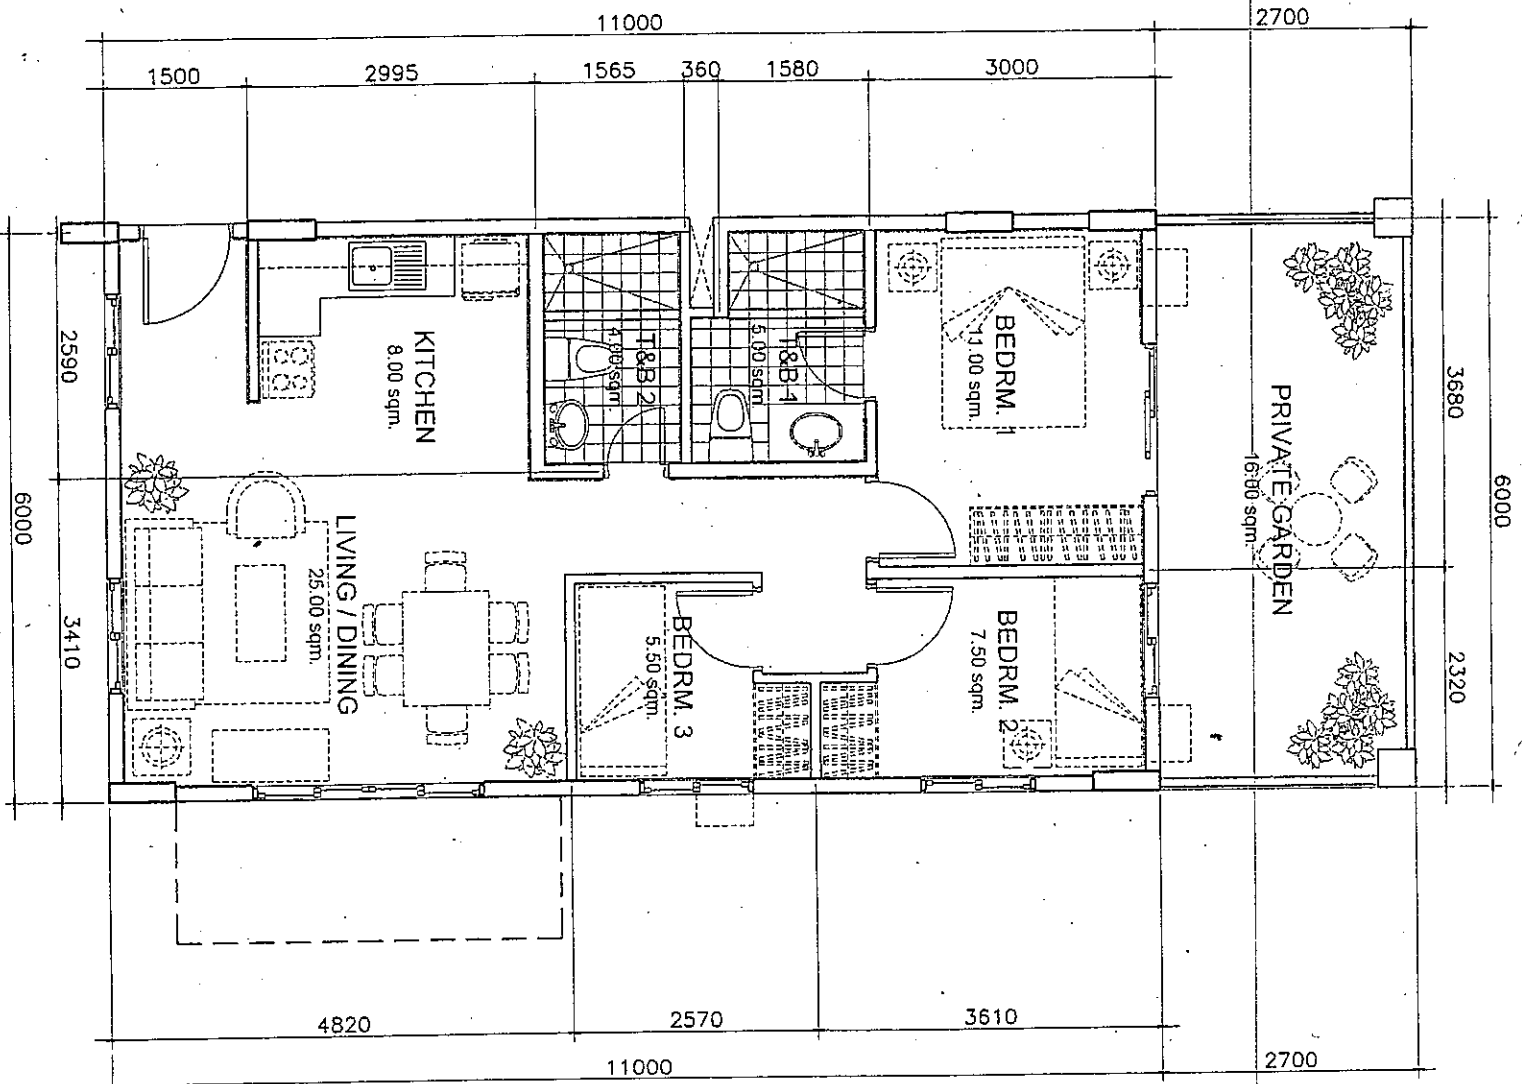 11000
2700
1500
2995
1565
360
1580
3000
KITCHEN
8.00 sqm.
T&B 2
4.00 sqm
T&B 1
5.00 sqm
BEDRM. 1
11.00 sqm.
PRIVATE GARDEN
16.00 sqm.
LIVING / DINING
25.00 sqm.
BEDRM. 3
5.50 sqm.
BEDRM. 2
7.50 sqm.
2590
3410
6000
3680
2320
6000
4820
2570
3610
11000
2700